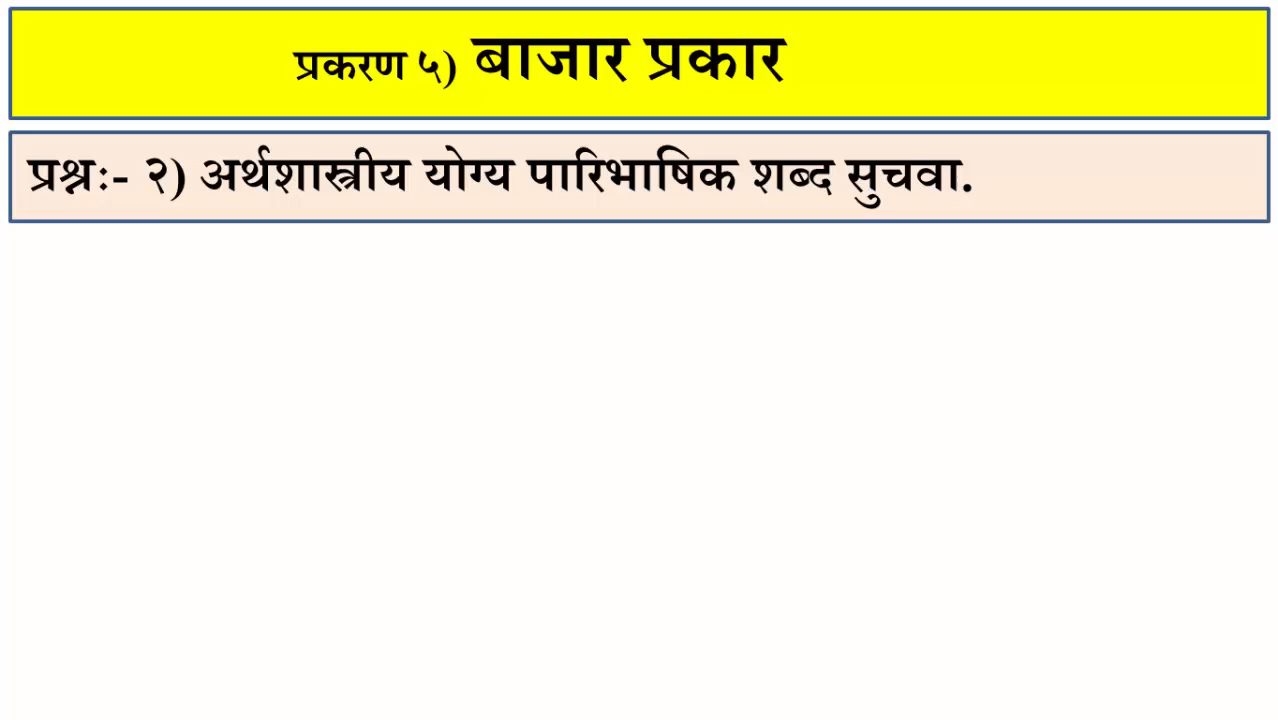 प्रकरण ५) बाजार प्रकार
प्रश्नः- २) अर्थशास्त्रीय योग्य पारिभाषिक शब्द सुचवा.